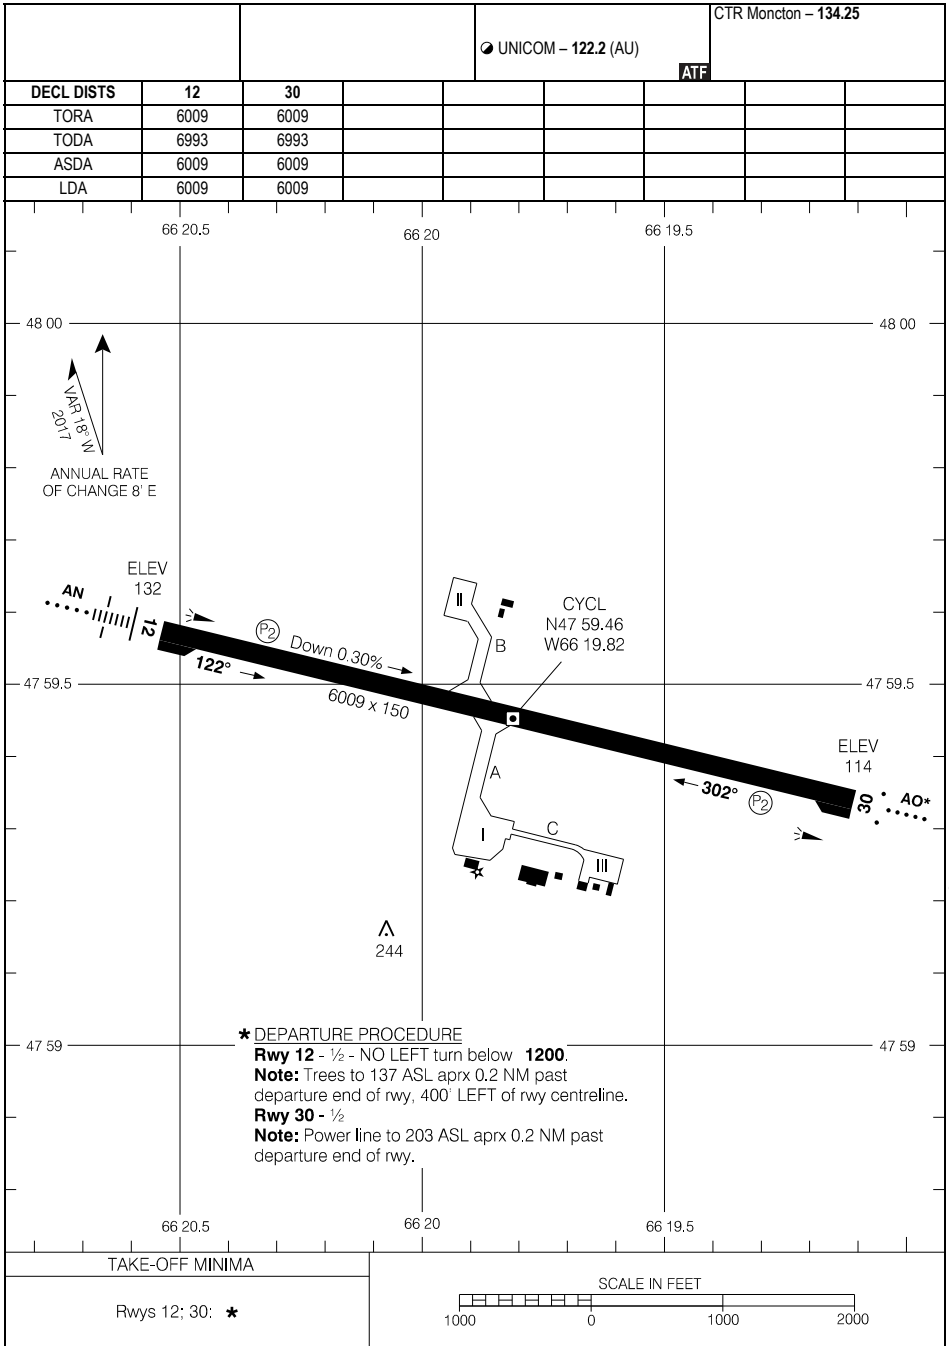 CTR Moncton – 134.25
UNICOM – 122.2 (AU)
ATF
DECL DISTS 12 30
TORA 6009 6009
TODA 6993 6993
ASDA 6009 6009
LDA 6009 6009
66 20.5 66 20 66 19.5
48 00 48 00
VAR 18° W
2017
ANNUAL RATE
OF CHANGE 8' E
ELEV
132
AN
12
P2
Down 0.30%
122°
6009 x 150
II
B
CYCL
N47 59.46
W66 19.82
47 59.5 47 59.5
A
ELEV
114
302°
P2
30
AO*
I
C
III
244
47 59 47 59
* DEPARTURE PROCEDURE
Rwy 12 - ½ - NO LEFT turn below 1200.
Note: Trees to 137 ASL aprx 0.2 NM past
departure end of rwy, 400' LEFT of rwy centreline.
Rwy 30 - ½
Note: Power line to 203 ASL aprx 0.2 NM past
departure end of rwy.
66 20.5 66 20 66 19.5
TAKE-OFF MINIMA
Rwys 12; 30: *
SCALE IN FEET
1000 0 1000 2000